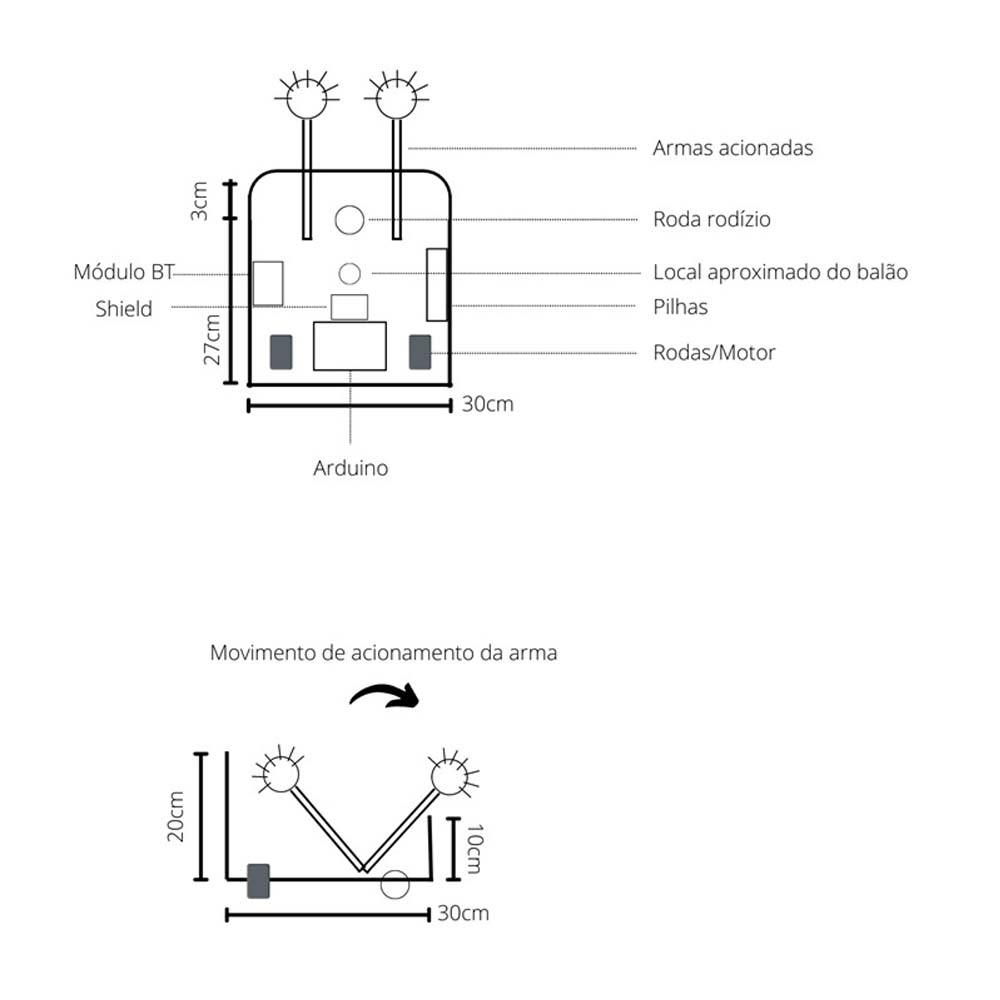 Armas acionadas
3cm
Roda rodízio
Módulo BT
Local aproximado do balão
Shield
Pilhas
27cm
Rodas/Motor
30cm
Arduino
Movimento de acionamento da arma
20cm
10cm
30cm